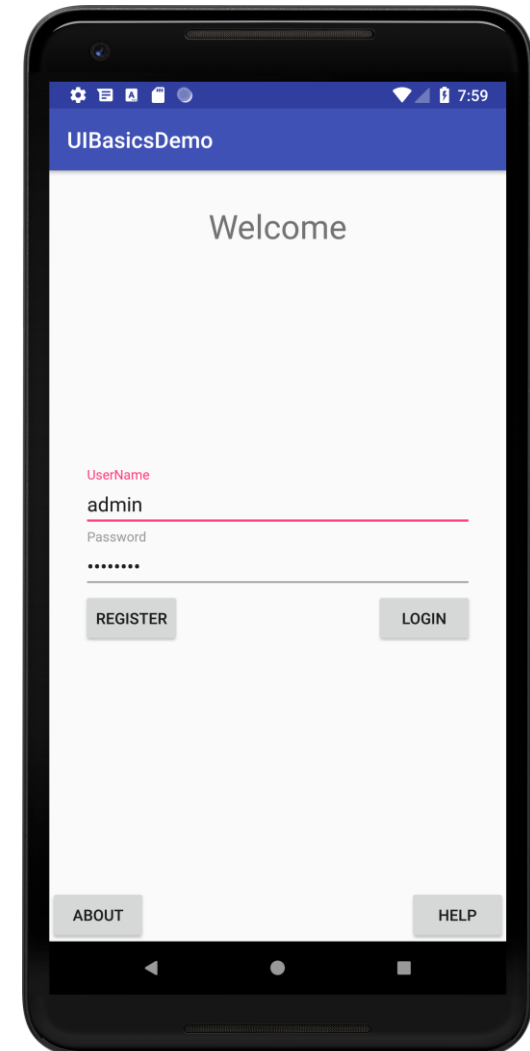 7:59
UIBasicsDemo
Welcome
UserName
admin
Password
••••••••
REGISTER LOGIN
ABOUT HELP